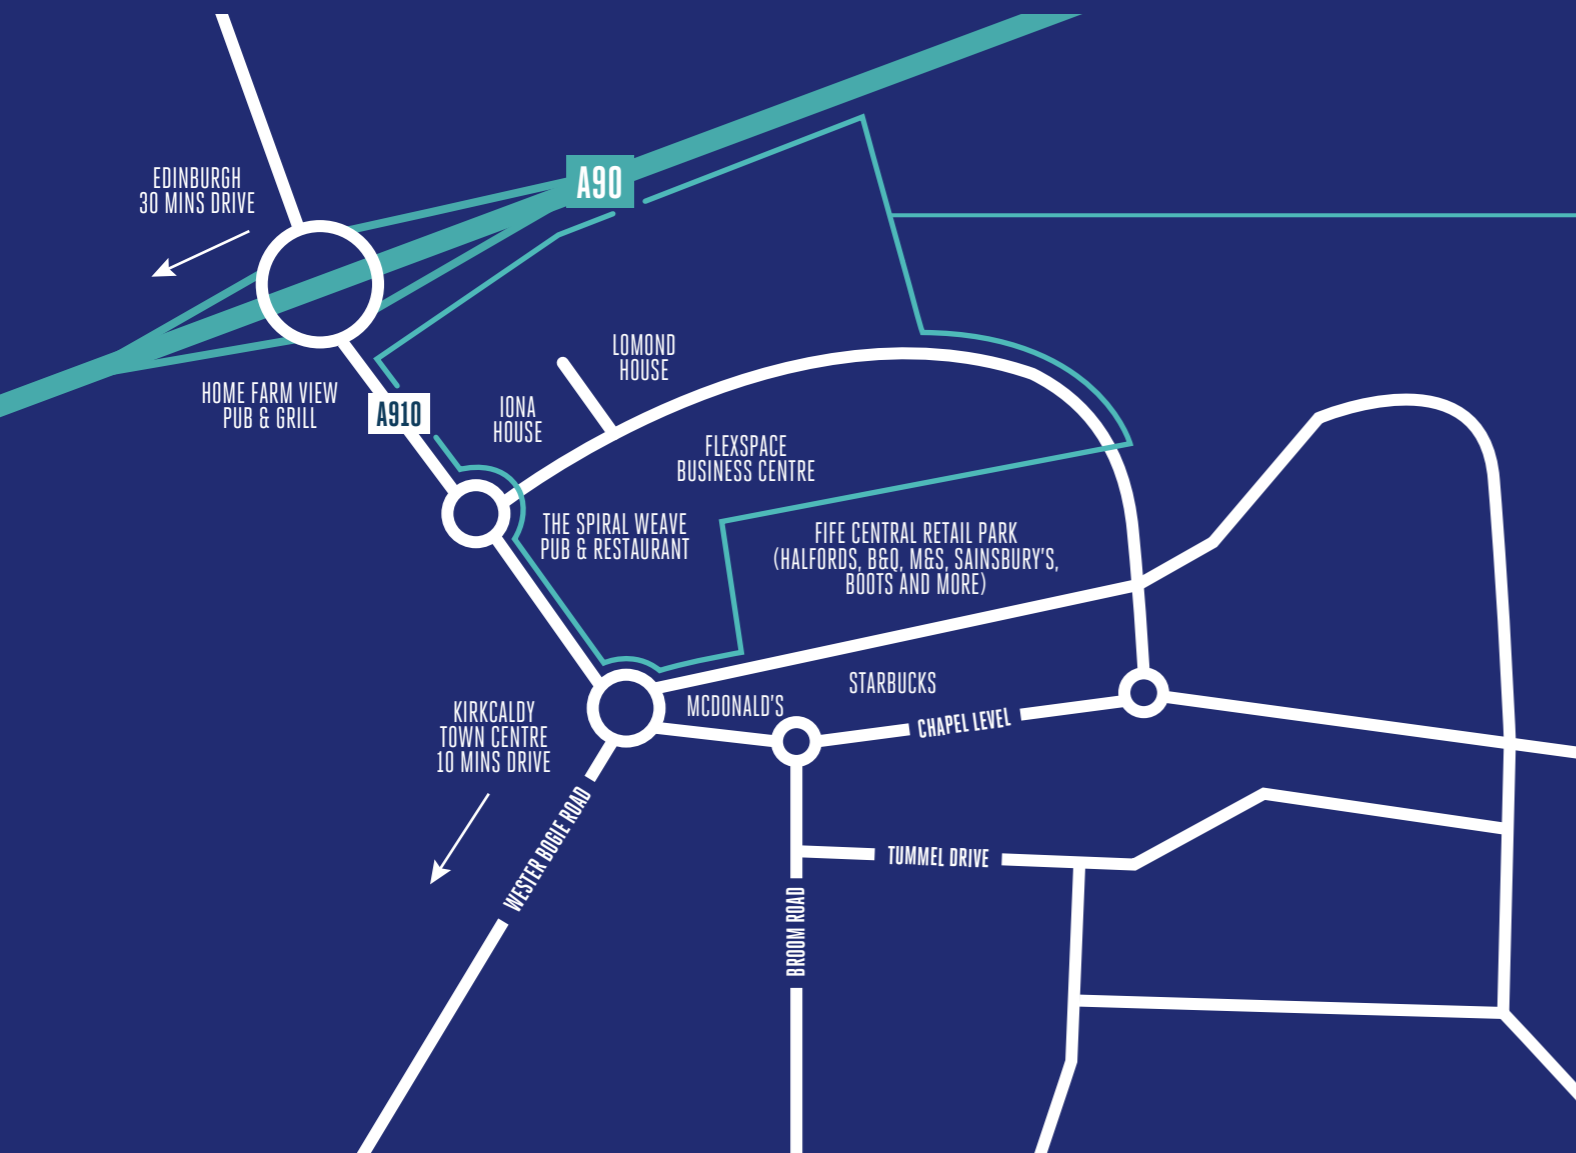 A90
EDINBURGH
30 MINS DRIVE
LOMOND
HOUSE
HOME FARM VIEW
PUB & GRILL
A910
IONA
HOUSE
FLEXSPACE
BUSINESS CENTRE
THE SPIRAL WEAVE
PUB & RESTAURANT
FIFE CENTRAL RETAIL PARK
(HALFORDS, B&Q, M&S, SAINSBURY'S,
BOOTS AND MORE)
STARBUCKS
MCDONALD'S
CHAPEL LEVEL
KIRKCALDY
TOWN CENTRE
10 MINS DRIVE
WESTER BOGIE ROAD
TUMMEL DRIVE
BROOM ROAD